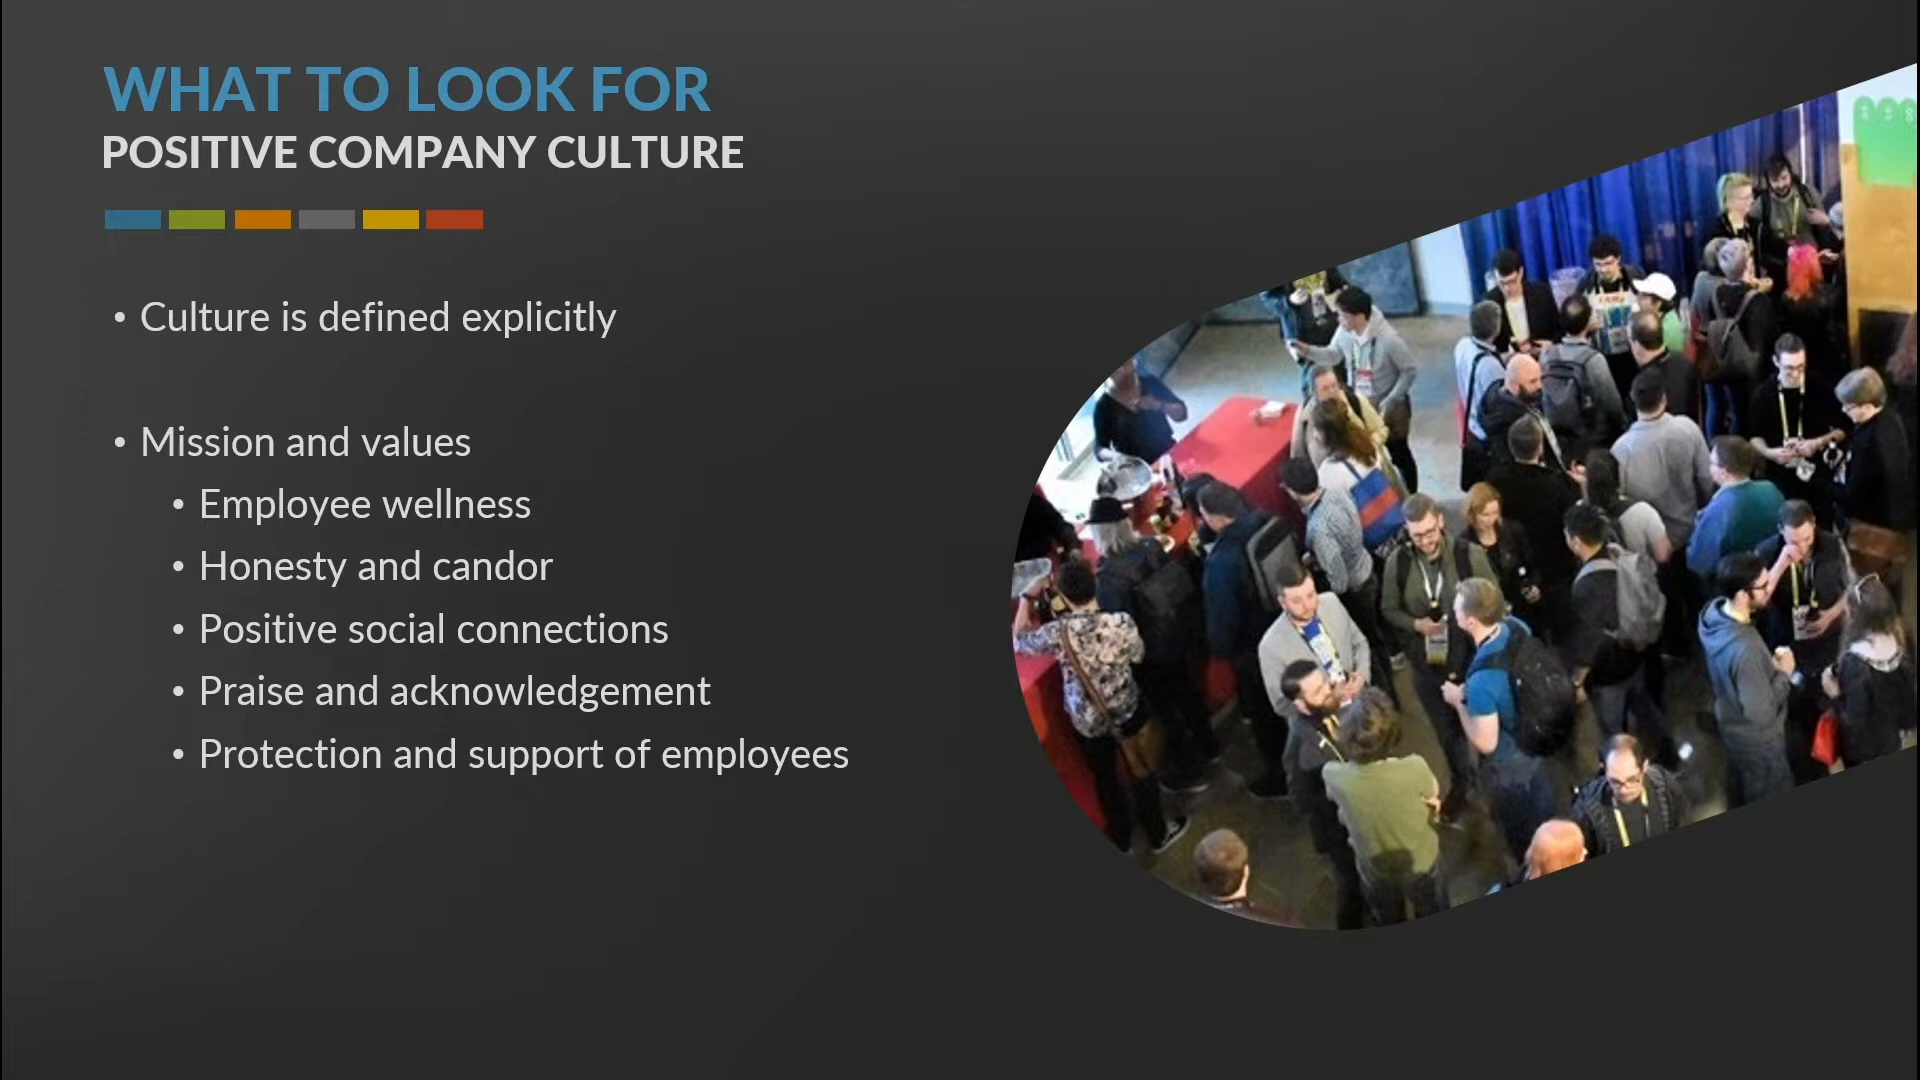 WHAT TO LOOK FOR
POSITIVE COMPANY CULTURE
• Culture is defined explicitly
• Mission and values
• Employee wellness
• Honesty and candor
• Positive social connections
• Praise and acknowledgement
• Protection and support of employees